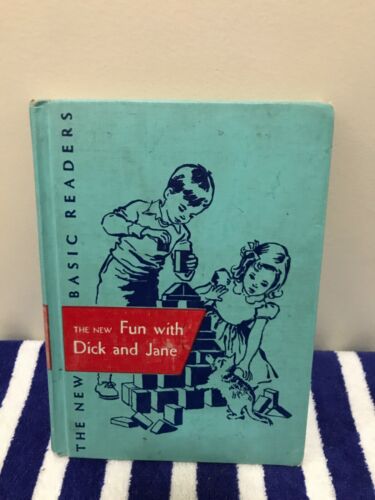 THE NEW BASIC READERS
THE NEW Fun with
Dick and Jane